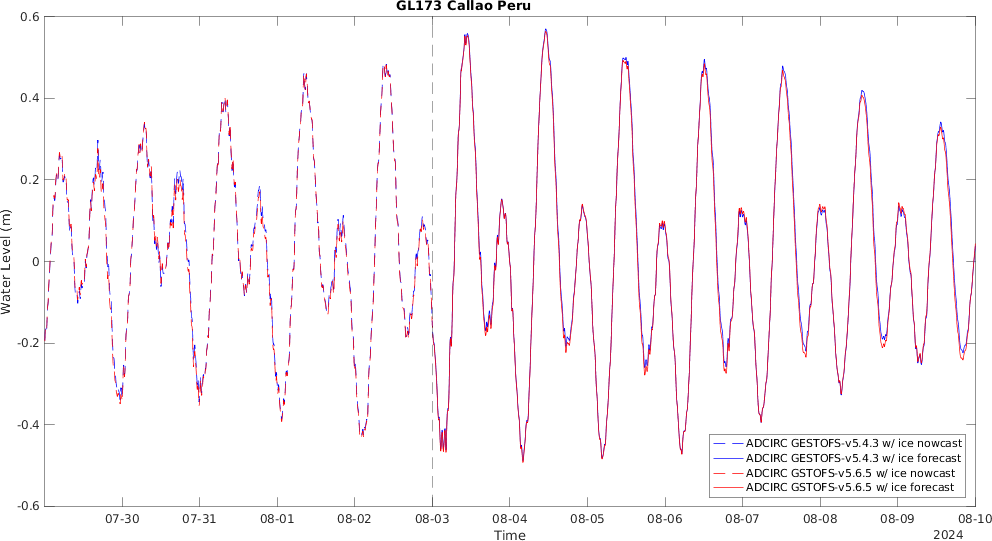 GL173 Callao Peru
0.6
0.4
0.2
0
-0.2
-0.4
-0.6
Water Level (m)
ADCIRC GESTOFS-v5.4.3 w/ ice nowcast
ADCIRC GESTOFS-v5.4.3 w/ ice forecast
ADCIRC GSTOFS-v5.6.5 w/ ice nowcast
ADCIRC GSTOFS-v5.6.5 w/ ice forecast
07-30 07-31 08-01 08-02 08-03 08-04 08-05 08-06 08-07 08-08 08-09 08-10
Time
2024